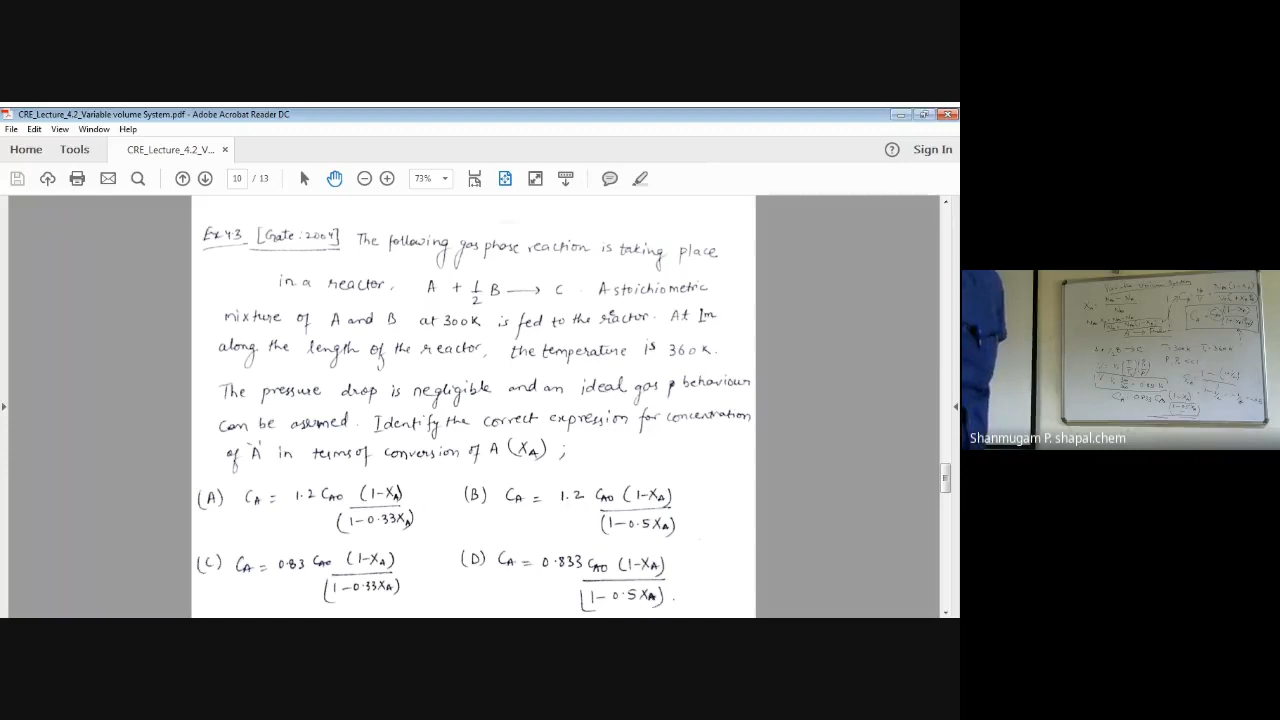 CRE_Lecture_4.2_Variable volume System.pdf - Adobe Acrobat Reader DC
File Edit View Window Help
Home Tools CRE_Lecture_4.2_V... × Sign In
10 / 13 73%
Ex 4.3 [Gate: 2004] The following gas phase reaction is taking place
in a reactor. A + 1/2 B ⟶ C. A stoichiometric
mixture of A and B at 300K is fed to the reactor. At 1m
along the length of the reactor, the temperature is 360K.
The pressure drop is negligible and an ideal gas behaviour
can be assumed. Identify the correct expression for concentration
of 'A' in terms of conversion of A (XA) ;
(A) CA = 1.2 CA0 (1-XA) / (1-0.33XA) (B) CA = 1.2 CA0 (1-XA) / (1-0.5XA)
(C) CA = 0.83 CA0 (1-XA) / (1-0.33XA) (D) CA = 0.833 CA0 (1-XA) / (1-0.5XA).
Variable Volume System
Shanmugam P. shapal.chem